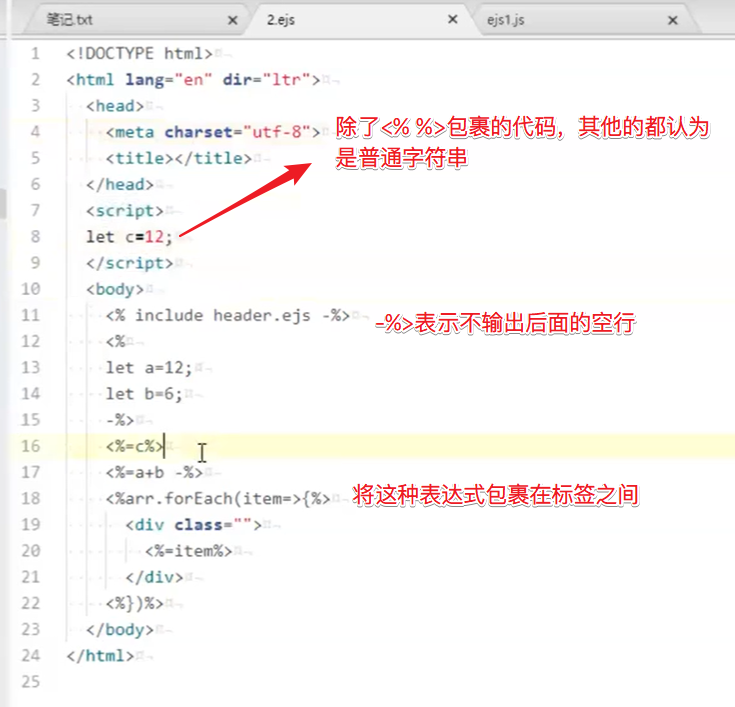 笔记.txt
2.ejs
ejs1.js
1 <!DOCTYPE html>
2 <html lang="en" dir="ltr">
3 <head>
4 <meta charset="utf-8">
5 <title></title>
6 </head>
7 <script>
8 let c=12;
9 </script>
10 <body>
11 <% include header.ejs -%>
12 <%
13 let a=12;
14 let b=6;
15 -%>
16 <%=c%>
17 <%=a+b -%>
18 <%arr.forEach(item=>{%>
19 <div class="">
20 <%=item%>
21 </div>
22 <%})%>
23 </body>
24 </html>
25
除了<% %>包裹的代码，其他的都认为
是普通字符串
-%>表示不输出后面的空行
将这种表达式包裹在标签之间